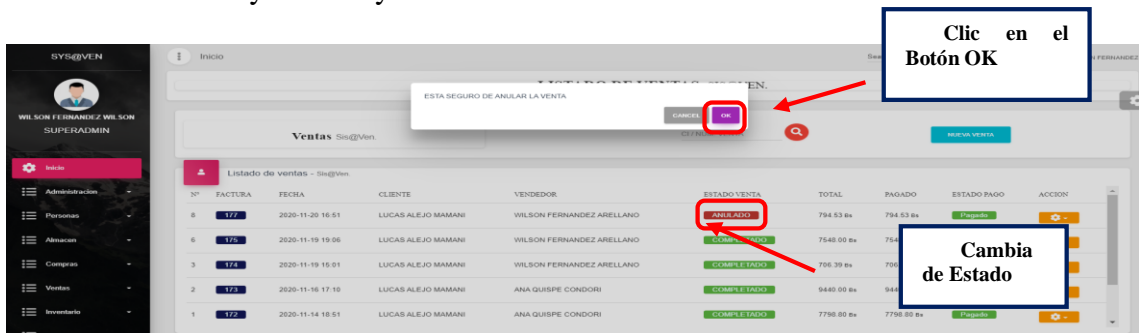 Clic en el
Botón OK
SYS@VEN
Inicio
ESTA SEGURO DE ANULAR LA VENTA
CANCEL OK
WILSON FERNANDEZ WILSON
SUPERADMIN
Ventas Sis@Ven.
NUEVA VENTA
Inicio
Listado de ventas - Sis@Ven.
Administracion
Nº FACTURA FECHA CLIENTE VENDEDOR ESTADO VENTA TOTAL PAGADO ESTADO PAGO ACCION
Personas
8 177 2020-11-20 16:51 LUCAS ALEJO MAMANI WILSON FERNANDEZ ARELLANO ANULADO 794.53 Bs 794.53 Bs Pagado
Almacen
6 175 2020-11-19 19:06 LUCAS ALEJO MAMANI WILSON FERNANDEZ ARELLANO COMPLETADO 7548.00 Bs
Cambia
de Estado
Compras
3 174 2020-11-19 15:01 LUCAS ALEJO MAMANI WILSON FERNANDEZ ARELLANO COMPLETADO 706.39 Bs
Ventas
2 173 2020-11-16 17:10 LUCAS ALEJO MAMANI ANA QUISPE CONDORI COMPLETADO 9440.00 Bs
Inventario
1 172 2020-11-14 18:51 LUCAS ALEJO MAMANI ANA QUISPE CONDORI COMPLETADO 7798.80 Bs 7798.80 Bs Pagado